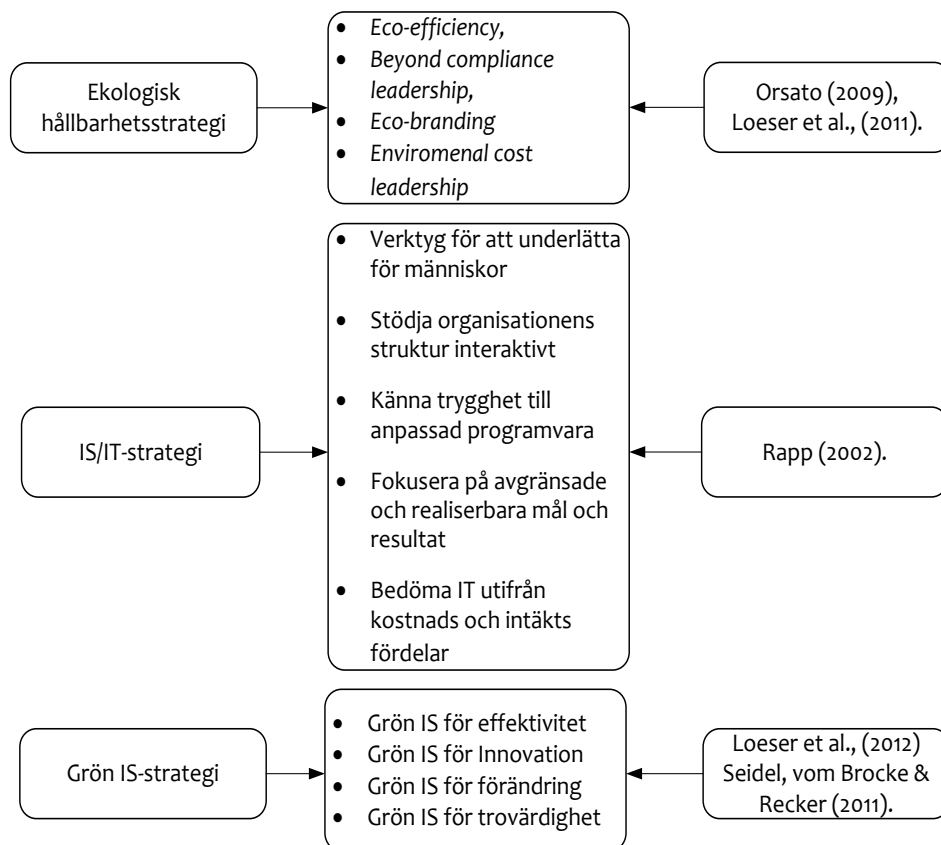 Ekologisk
hållbarhetsstrategi
• Eco-efficiency,
• Beyond compliance
leadership,
• Eco-branding
• Enviromenal cost
leadership
Orsato (2009),
Loeser et al., (2011).
IS/IT-strategi
• Verktyg för att underlätta
för människor
• Stödja organisationens
struktur interaktivt
• Känna trygghet till
anpassad programvara
• Fokusera på avgränsade
och realiserbara mål och
resultat
• Bedöma IT utifrån
kostnads och intäkts
fördelar
Rapp (2002).
Grön IS-strategi
• Grön IS för effektivitet
• Grön IS för Innovation
• Grön IS för förändring
• Grön IS för trovärdighet
Loeser et al., (2012)
Seidel, vom Brocke &
Recker (2011).